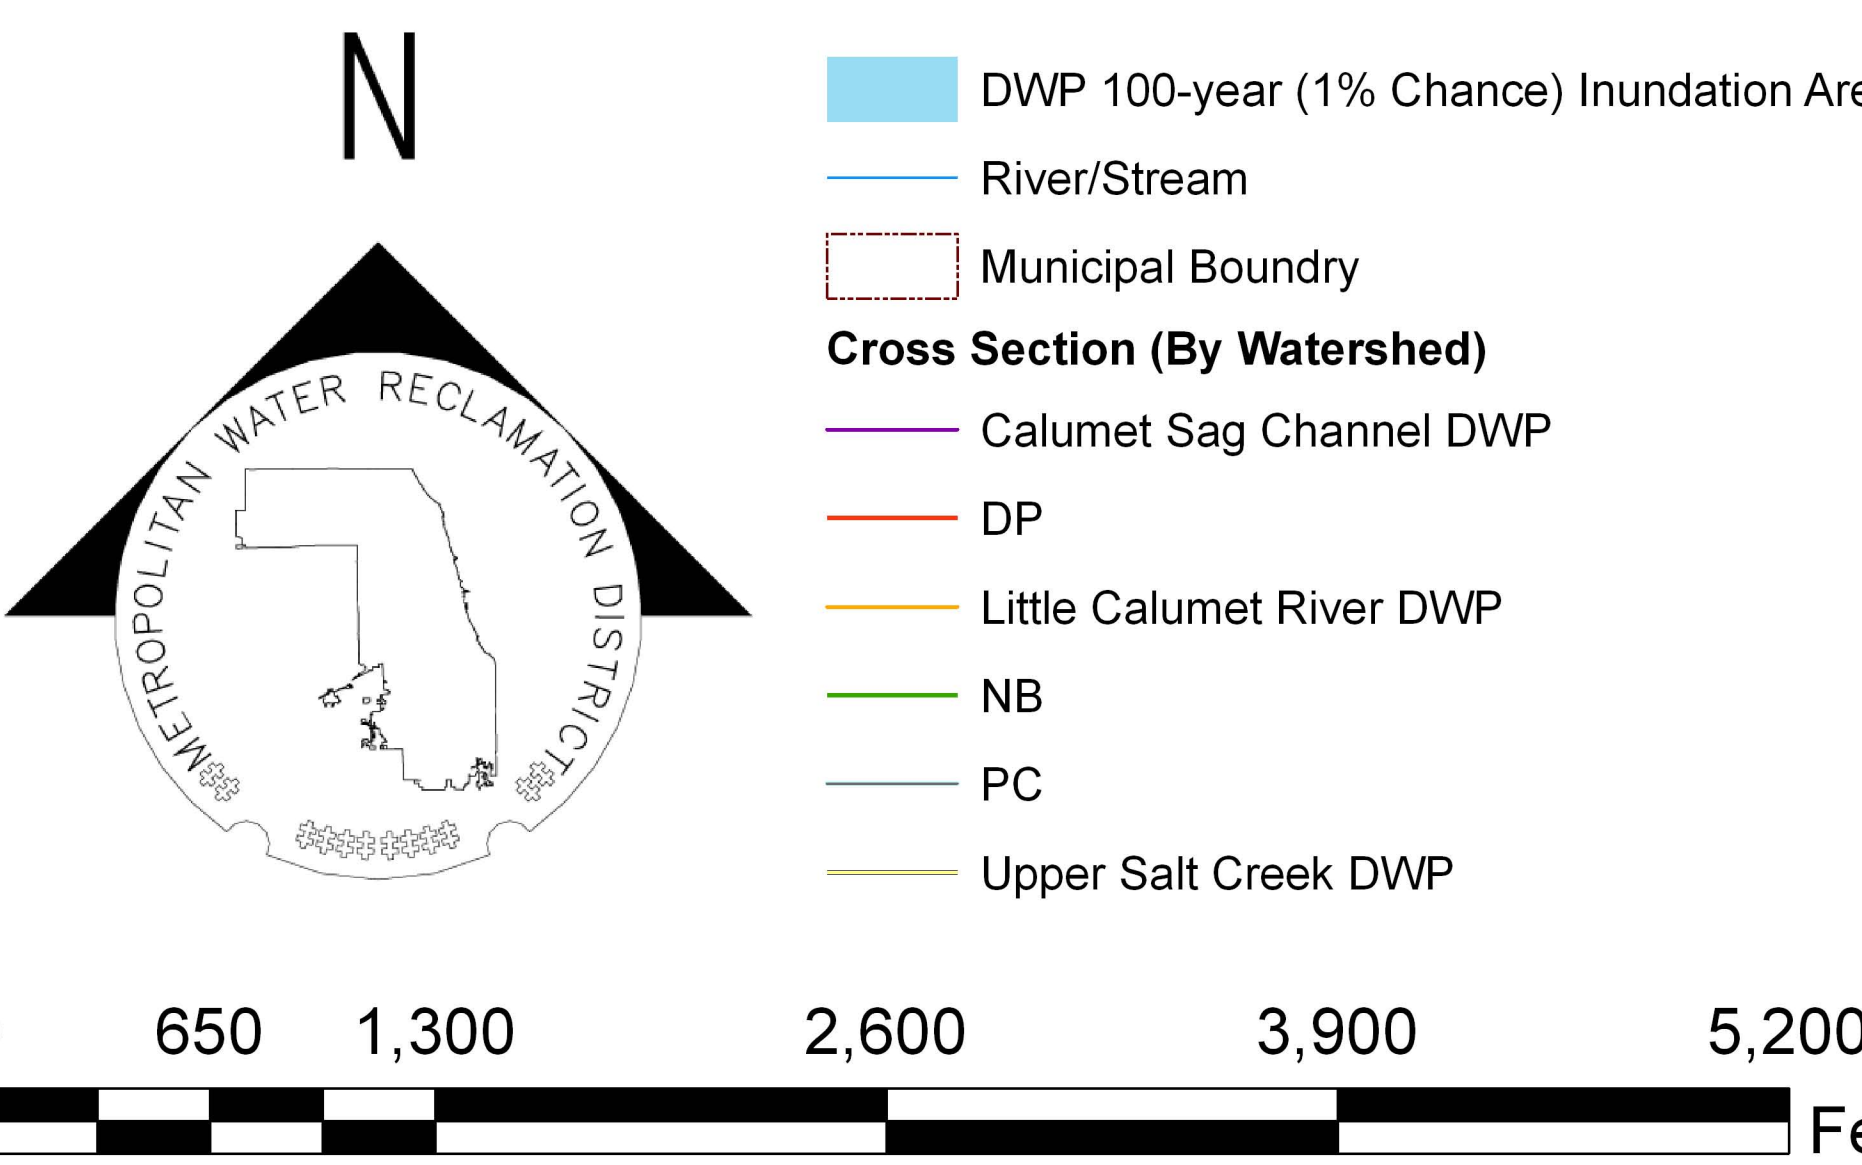 N
METROPOLITAN WATER RECLAMATION DISTRICT
DWP 100-year (1% Chance) Inundation Are
River/Stream
Municipal Boundry
Cross Section (By Watershed)
Calumet Sag Channel DWP
DP
Little Calumet River DWP
NB
PC
Upper Salt Creek DWP
650 1,300 2,600 3,900 5,200
Fe